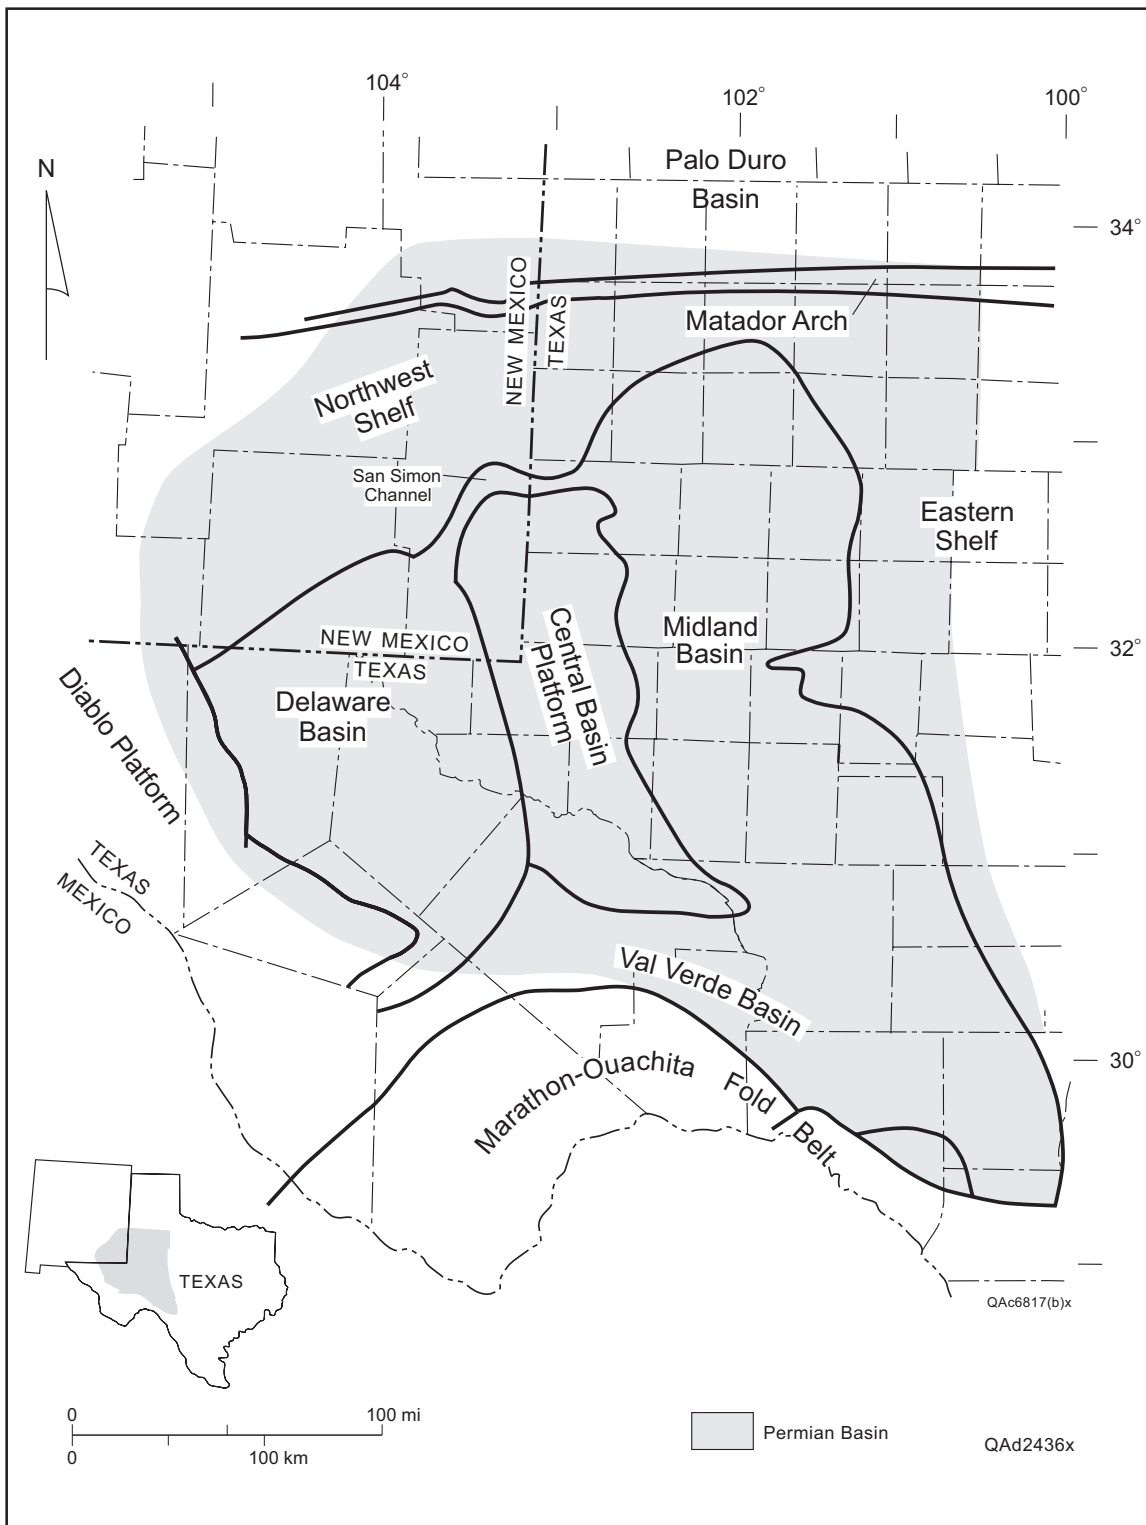 104°
102°
100°
N
Palo Duro
Basin
34°
NEW MEXICO
TEXAS
Matador Arch
Northwest
Shelf
San Simon
Channel
Eastern
Shelf
Central Basin
Platform
Midland
Basin
32°
NEW MEXICO
TEXAS
Delaware
Basin
Diablo Platform
TEXAS
MEXICO
Val Verde Basin
30°
Marathon-Ouachita Fold Belt
TEXAS
QAc6817(b)x
0 100 mi
0 100 km
Permian Basin
QAd2436x